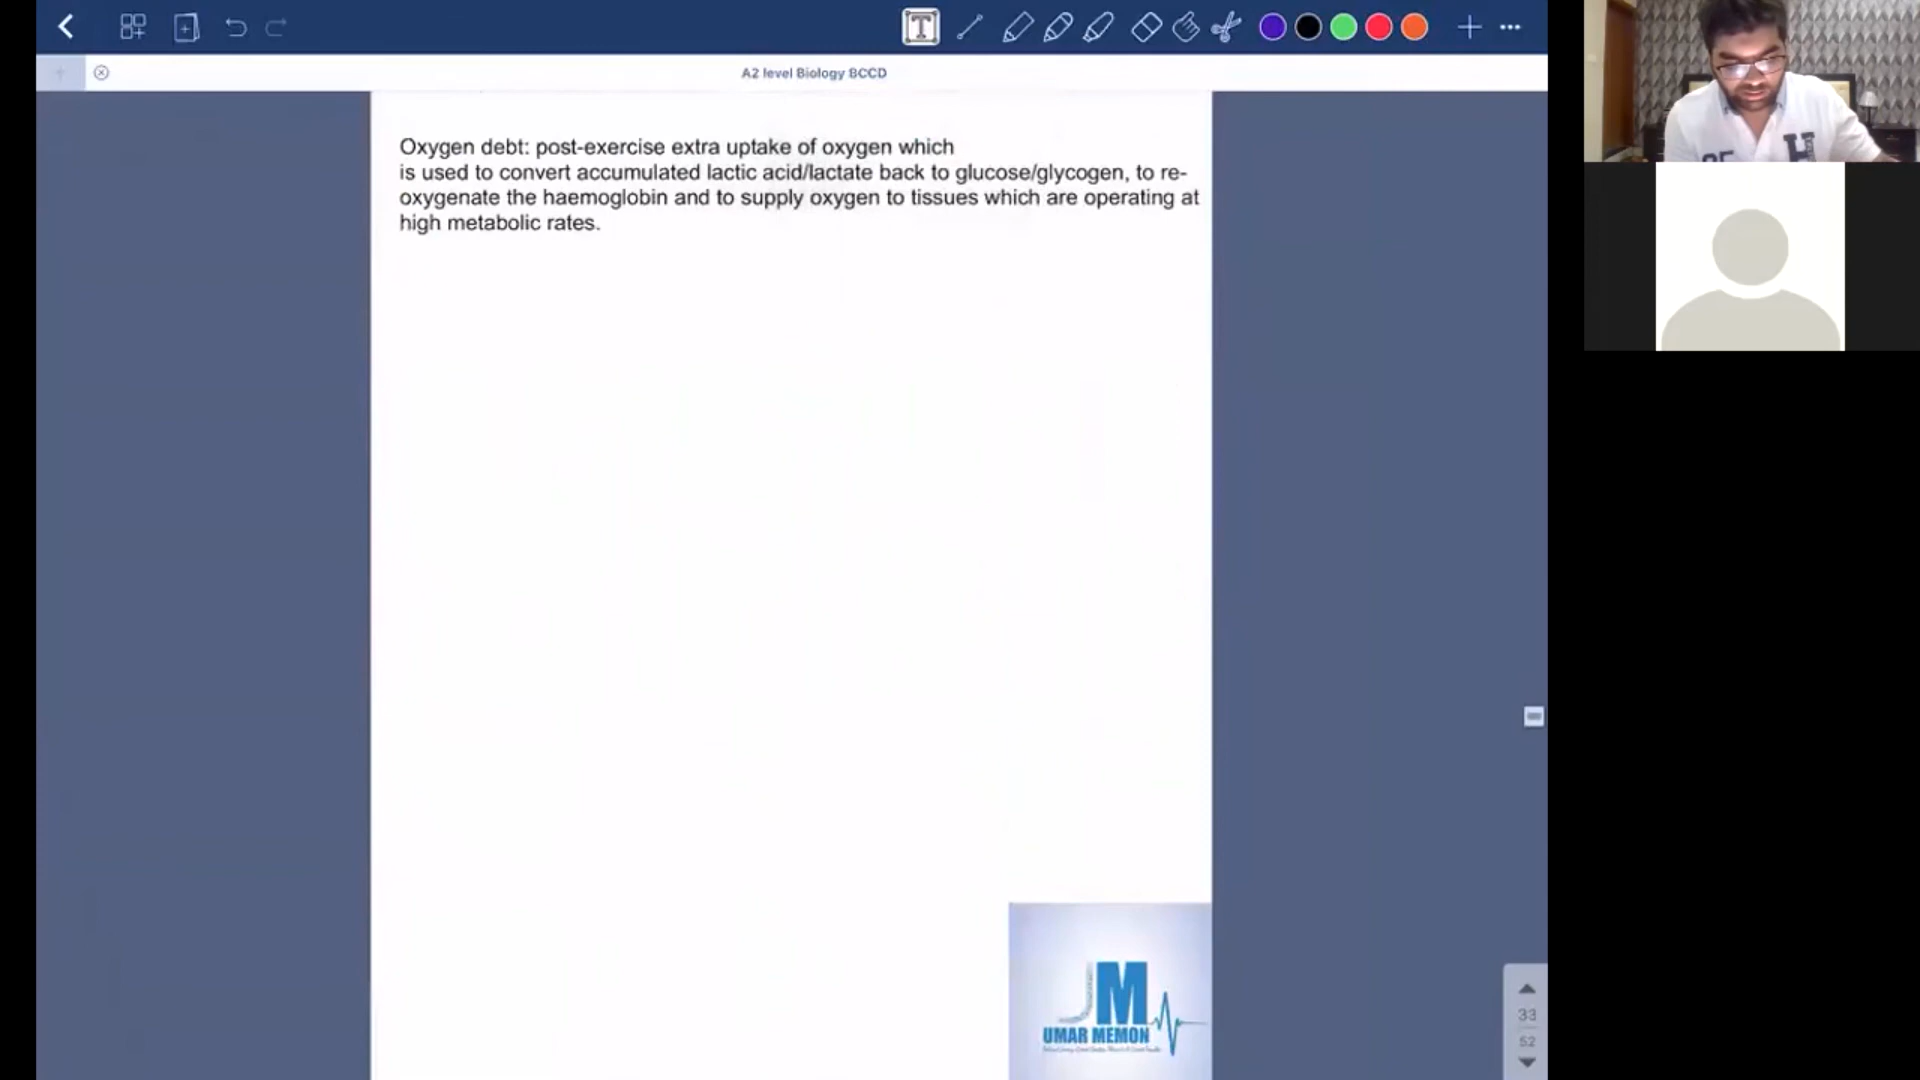 A2 level Biology BCCD
Oxygen debt: post-exercise extra uptake of oxygen which
is used to convert accumulated lactic acid/lactate back to glucose/glycogen, to re-
oxygenate the haemoglobin and to supply oxygen to tissues which are operating at
high metabolic rates.
JM
UMAR MEMON
33
52